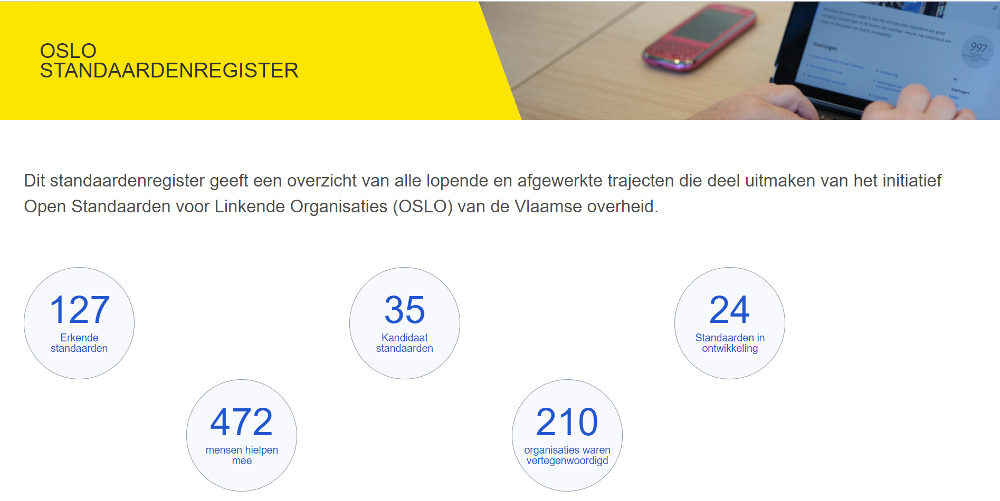 OSLO
STANDAARDENREGISTER
997
Voertuigen
Voertuigen
Dit standaardenregister geeft een overzicht van alle lopende en afgewerkte trajecten die deel uitmaken van het initiatief
Open Standaarden voor Linkende Organisaties (OSLO) van de Vlaamse overheid.
127
Erkende
standaarden
35
Kandidaat
standaarden
24
Standaarden in
ontwikkeling
472
mensen hielpen
mee
210
organisaties waren
vertegenwoordigd